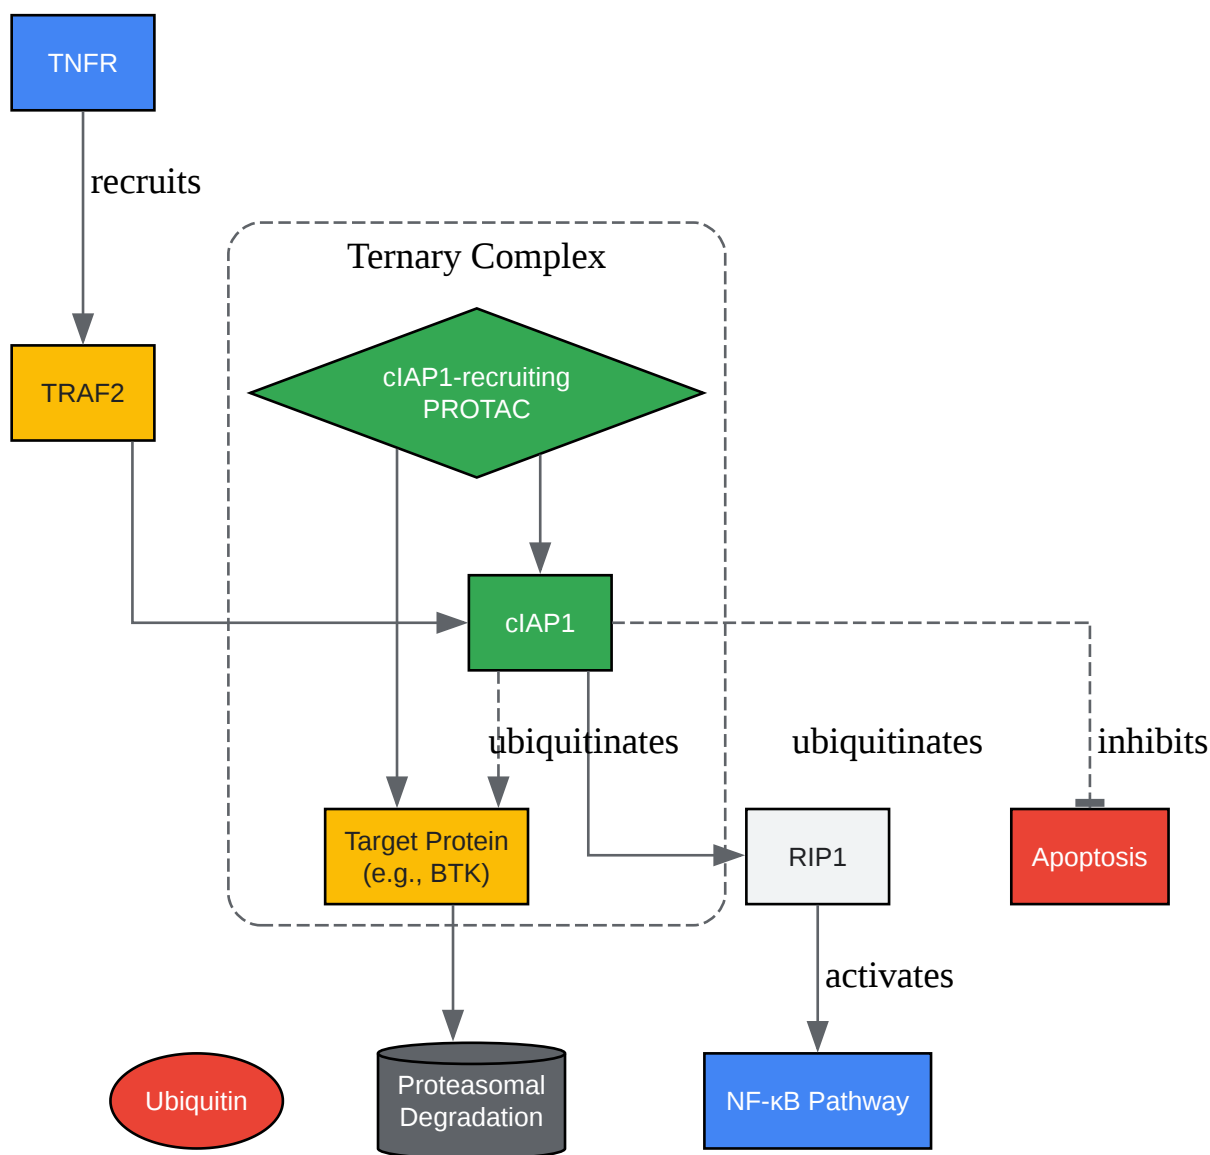 TNFR
recruits
Ternary Complex
cIAP1-recruiting
PROTAC
TRAF2
cIAP1
ubiquitinates
ubiquitinates
inhibits
Target Protein
(e.g., BTK)
RIP1
Apoptosis
activates
Ubiquitin
Proteasomal
Degradation
NF-κB Pathway